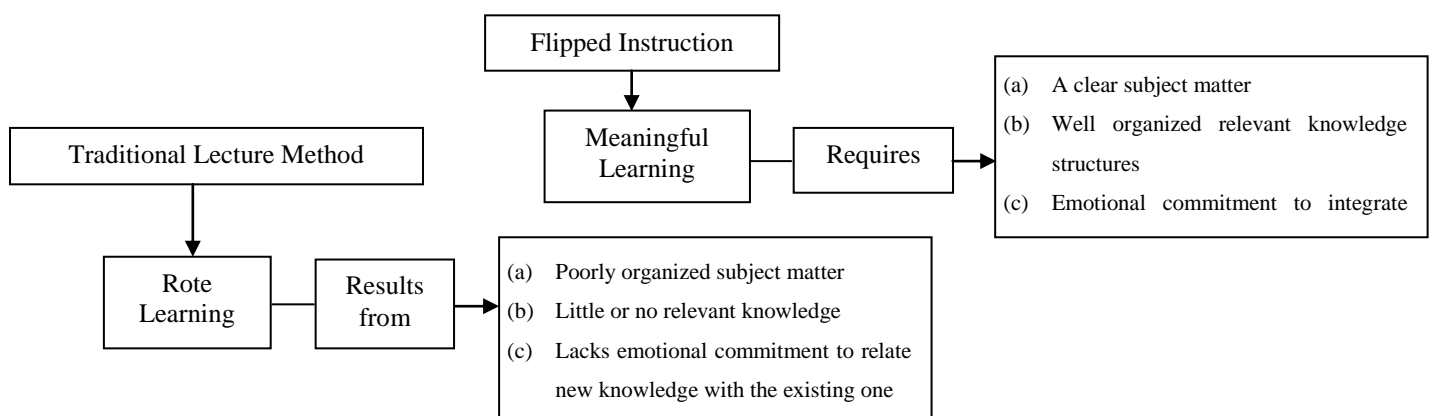 Flipped Instruction
Meaningful
Learning
Requires
(a) A clear subject matter
(b) Well organized relevant knowledge
structures
(c) Emotional commitment to integrate
Traditional Lecture Method
Rote
Learning
Results
from
(a) Poorly organized subject matter
(b) Little or no relevant knowledge
(c) Lacks emotional commitment to relate
new knowledge with the existing one